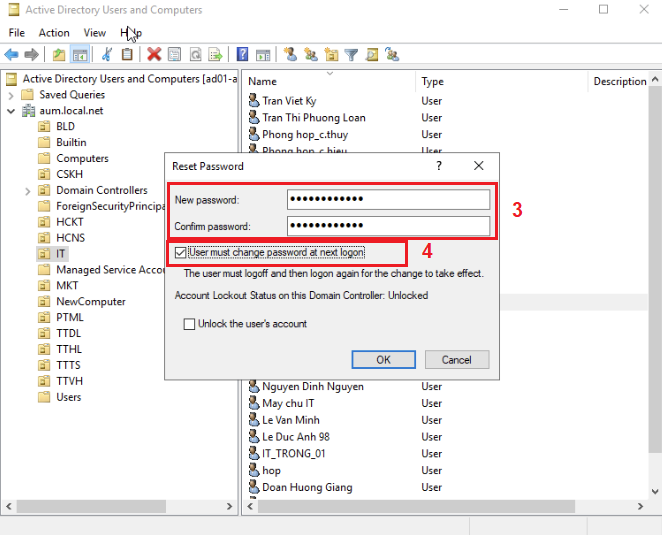 Active Directory Users and Computers
File Action View Help
Active Directory Users and Computers [ad01-a
Saved Queries
aum.local.net
BLD
Builtin
Computers
CSKH
Domain Controllers
ForeignSecurityPrincipa
HCKT
HCNS
IT
Managed Service Accou
MKT
NewComputer
PTML
TTDL
TTHL
TTTS
TTVH
Users
Name Type Description
Tran Viet Ky User
Tran Thi Phuong Loan User
Phong hop_c.thuy User
Phong hop_c.hieu User
Reset Password ? X
New password: ●●●●●●●●●●●●
Confirm password: ●●●●●●●●●●●●
3
User must change password at next logon
4
The user must logoff and then logon again for the change to take effect.
Account Lockout Status on this Domain Controller: Unlocked
Unlock the user's account
OK Cancel
Nguyen Dinh Nguyen User
May chu IT User
Le Van Minh User
Le Duc Anh 98 User
IT_TRONG_01 User
hop User
Doan Huong Giang User